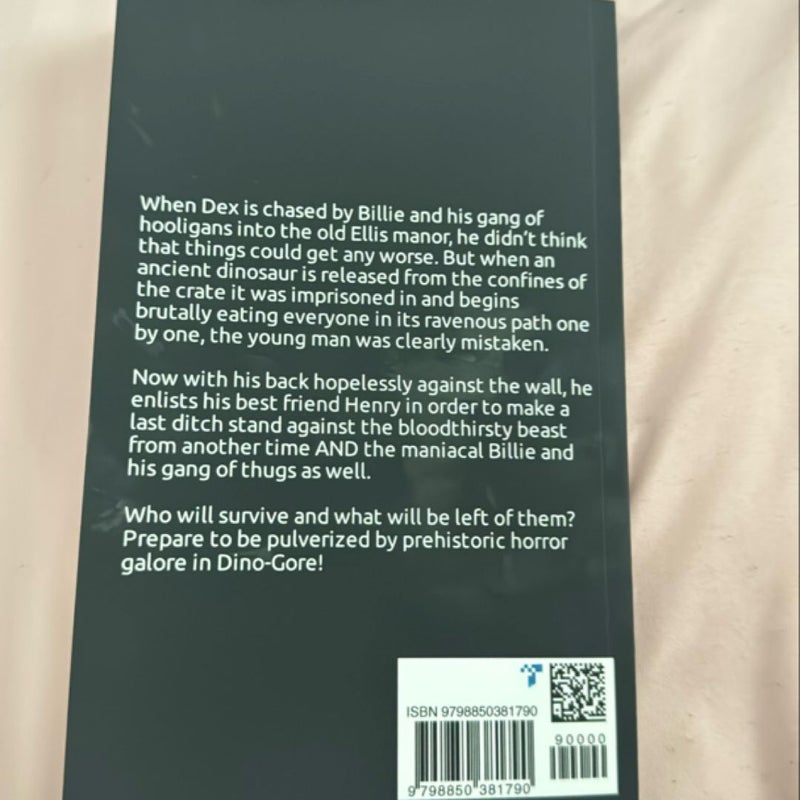 When Dex is chased by Billie and his gang of
hooligans into the old Ellis manor, he didn't think
that things could get any worse. But when an
ancient dinosaur is released from the confines of
the crate it was imprisoned in and begins
brutally eating everyone in its ravenous path one
by one, the young man was clearly mistaken.
Now with his back hopelessly against the wall, he
enlists his best friend Henry in order to make a
last ditch stand against the bloodthirsty beast
from another time AND the maniacal Billie and
his gang of thugs as well.
Who will survive and what will be left of them?
Prepare to be pulverized by prehistoric horror
galore in Dino-Gore!
ISBN 9798850381790
90000
9 798850 381790